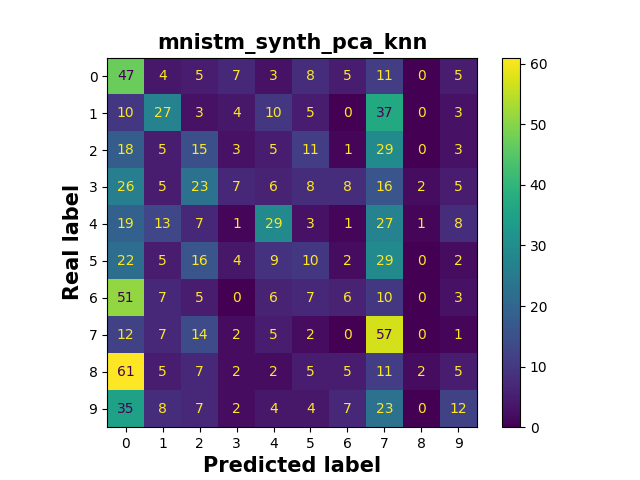 mnistm_synth_pca_knn
0 47 4 5 7 3 8 5 11 0 5
1 10 27 3 4 10 5 0 37 0 3
2 18 5 15 3 5 11 1 29 0 3
3 26 5 23 7 6 8 8 16 2 5
4 19 13 7 1 29 3 1 27 1 8
5 22 5 16 4 9 10 2 29 0 2
6 51 7 5 0 6 7 6 10 0 3
7 12 7 14 2 5 2 0 57 0 1
8 61 5 7 2 2 5 5 11 2 5
9 35 8 7 2 4 4 7 23 0 12
0 1 2 3 4 5 6 7 8 9
Predicted label
Real label
60
50
40
30
20
10
0